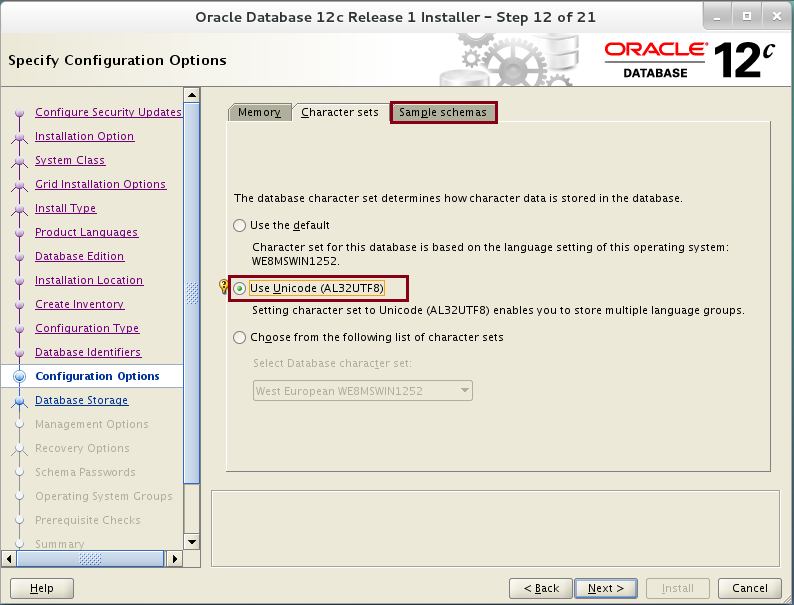 Oracle Database 12c Release 1 Installer - Step 12 of 21
Specify Configuration Options
ORACLE
DATABASE
12c
Configure Security Updates
Installation Option
System Class
Grid Installation Options
Install Type
Product Languages
Database Edition
Installation Location
Create Inventory
Configuration Type
Database Identifiers
Configuration Options
Database Storage
Management Options
Recovery Options
Schema Passwords
Operating System Groups
Prerequisite Checks
Summary
Memory
Character sets
Sample schemas
The database character set determines how character data is stored in the database.
Use the default
Character set for this database is based on the language setting of this operating system:
WE8MSWIN1252.
Use Unicode (AL32UTF8)
Setting character set to Unicode (AL32UTF8) enables you to store multiple language groups.
Choose from the following list of character sets
Select Database character set:
West European WE8MSWIN1252
Help
< Back
Next >
Install
Cancel